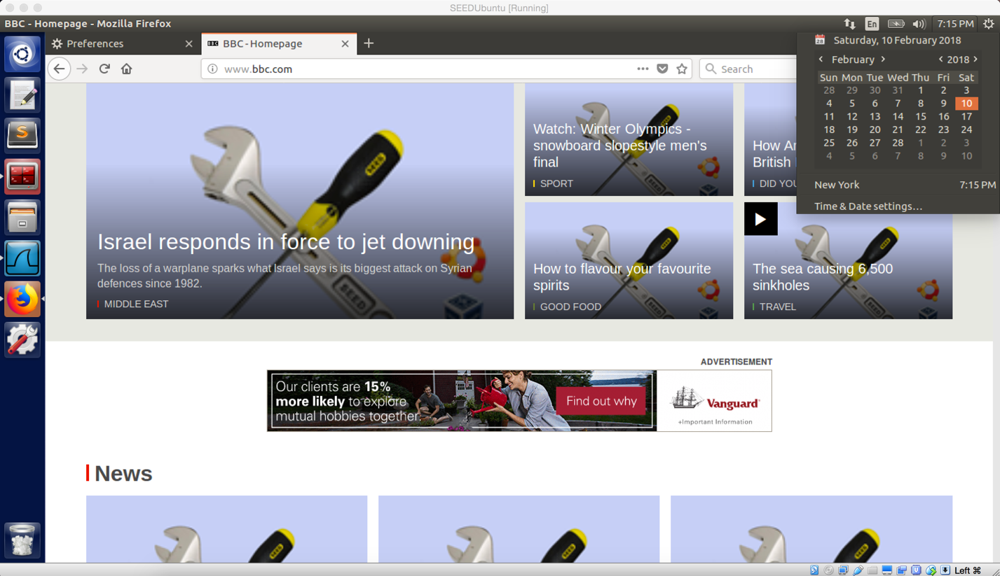 SEEDUbuntu [Running]
BBC - Homepage - Mozilla Firefox
En
7:15 PM
Preferences
BBC BBC - Homepage
www.bbc.com
Search
28 Saturday, 10 February 2018
February
2018
Sun Mon Tue Wed Thu Fri Sat
28 29 30 31 1 2 3
4 5 6 7 8 9 10
11 12 13 14 15 16 17
18 19 20 21 22 23 24
25 26 27 28 1 2 3
4 5 6 7 8 9 10
New York 7:15 PM
Time & Date settings...
SEED
SEED
Israel responds in force to jet downing
The loss of a warplane sparks what Israel says is its biggest attack on Syrian
defences since 1982.
MIDDLE EAST
Watch: Winter Olympics -
snowboard slopestyle men's
final
SPORT
How Ar
British
DID YOU
How to flavour your favourite
spirits
GOOD FOOD
The sea causing 6,500
sinkholes
TRAVEL
ADVERTISEMENT
Our clients are 15%
more likely to explore
mutual hobbies together.
Find out why
Vanguard®
+Important Information
News
Left ⌘